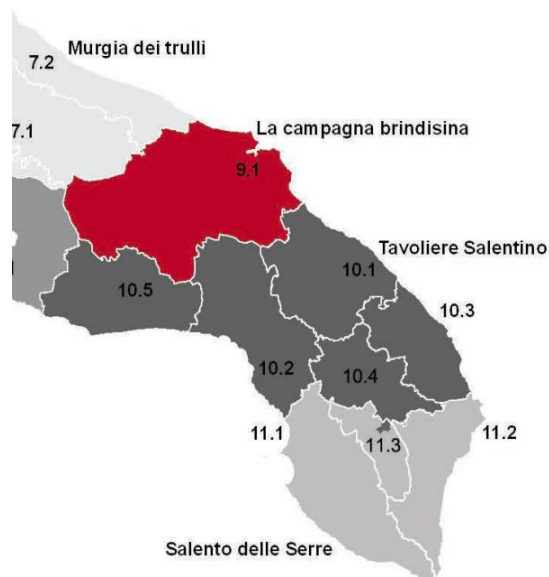 Murgia dei trulli
7.2
La campagna brindisina
7.1
9.1
Tavoliere Salentino
10.1
10.5
10.3
10.2
10.4
11.1
11.2
11.3
Salento delle Serre